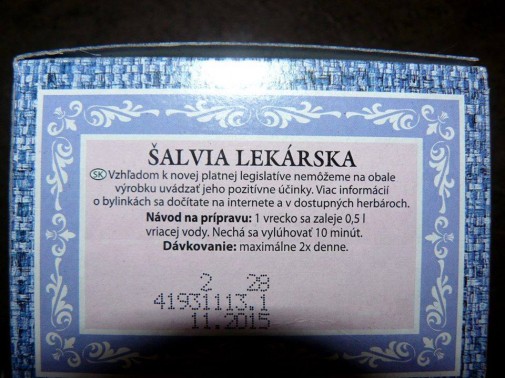 ŠALVIA LEKÁRSKA
SK Vzhľadom k novej platnej legislatíve nemôžeme na obale
výrobku uvádzať jeho pozitívne účinky. Viac informácií
o bylinkách sa dočítate na internete a v dostupných herbároch.
Návod na prípravu: 1 vrecko sa zaleje 0,5 l
vriacej vody. Nechá sa vylúhovať 10 minút.
Dávkovanie: maximálne 2x denne.
2 28
41931113.1
11.2015